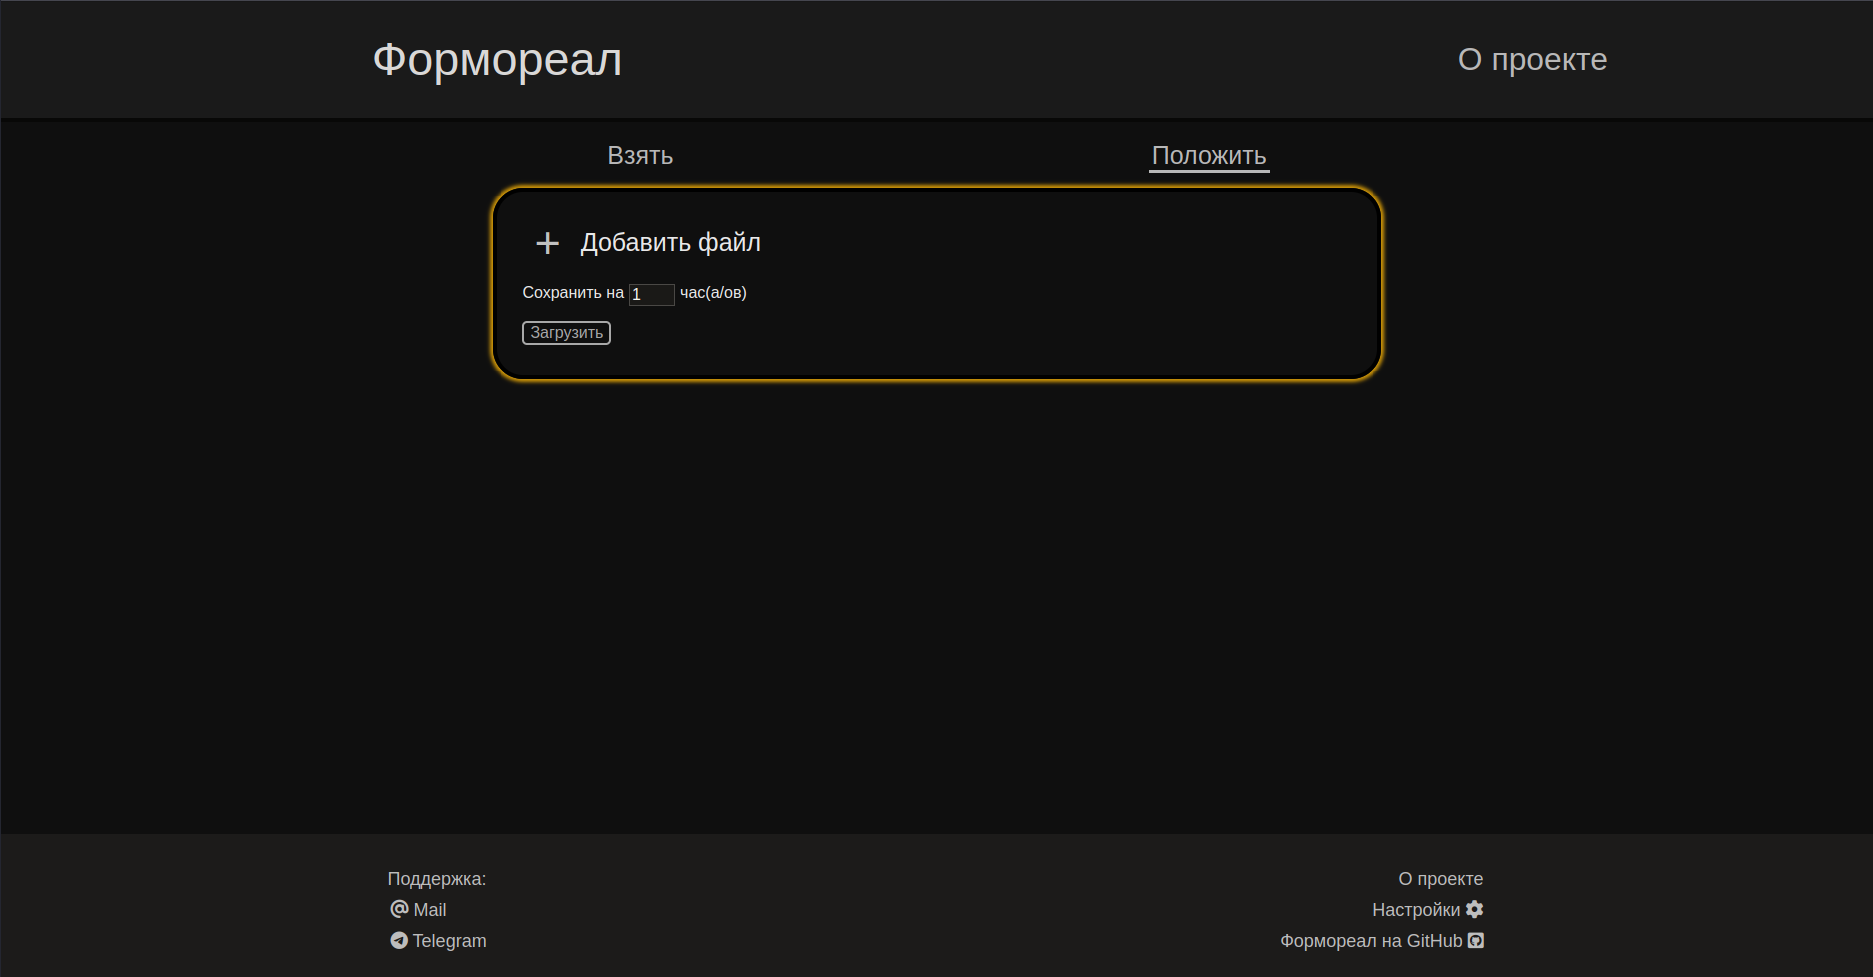 Формореал
О проекте
Взять
Положить
Добавить файл
Сохранить на 1 час(а/ов)
Загрузить
Поддержка:
Mail
Telegram
О проекте
Настройки
Формореал на GitHub